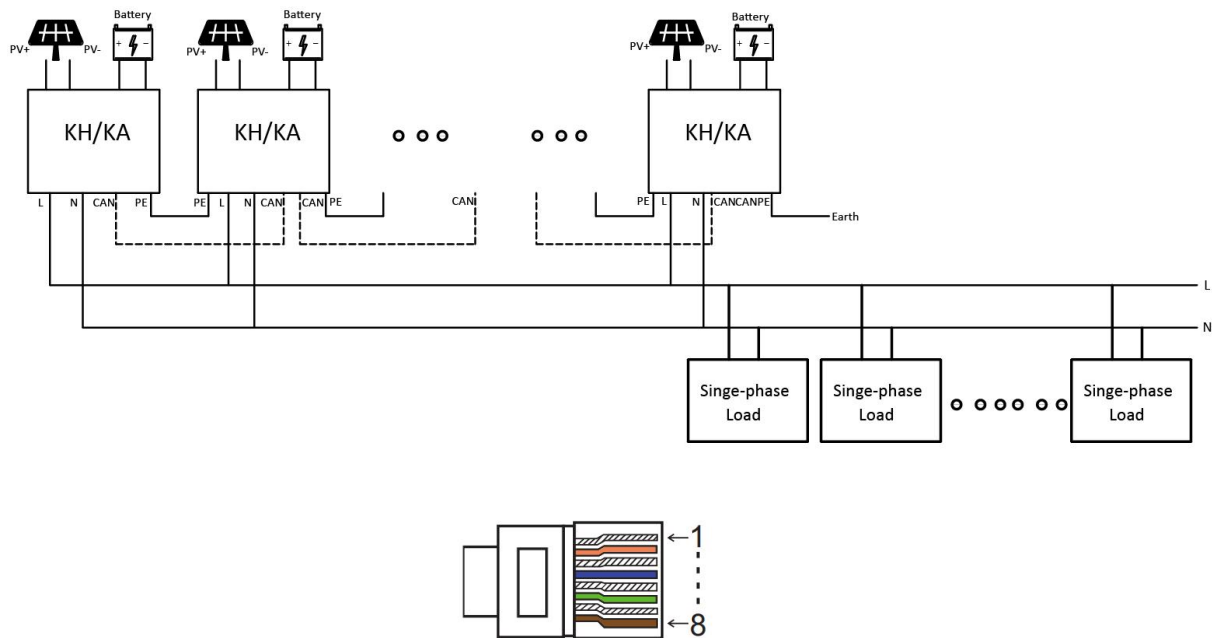 Battery
Battery
Battery
PV+
PV-
+
−
PV+
PV-
+
−
PV+
PV-
+
−
KH/KA
KH/KA
KH/KA
L
N
CAN
PE
PE
L
N
CAN
CAN
PE
CAN
PE
L
N
CAN
CAN
PE
Earth
L
N
Singe-phase
Load
Singe-phase
Load
Singe-phase
Load
1
8